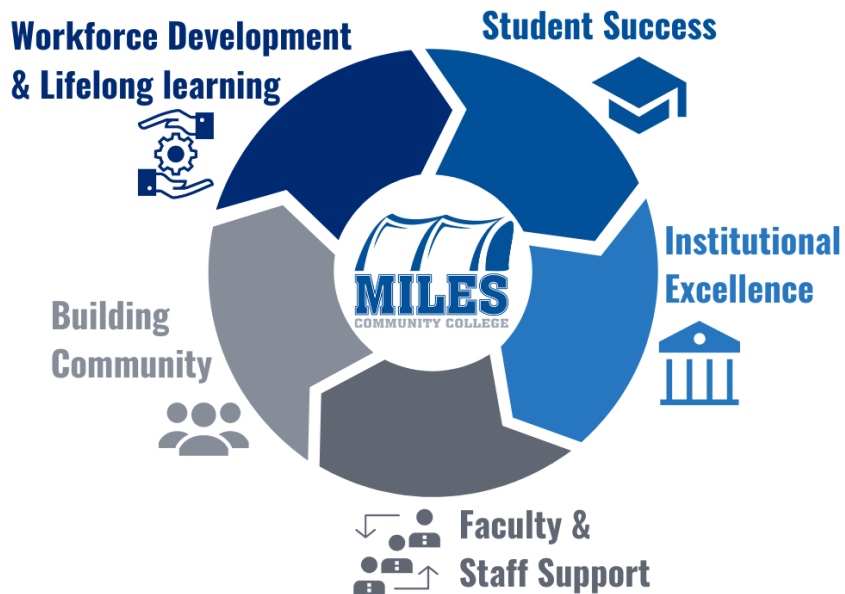 Workforce Development
& Lifelong learning
Student Success
Institutional
Excellence
MILES
COMMUNITY COLLEGE
Building
Community
Faculty &
Staff Support